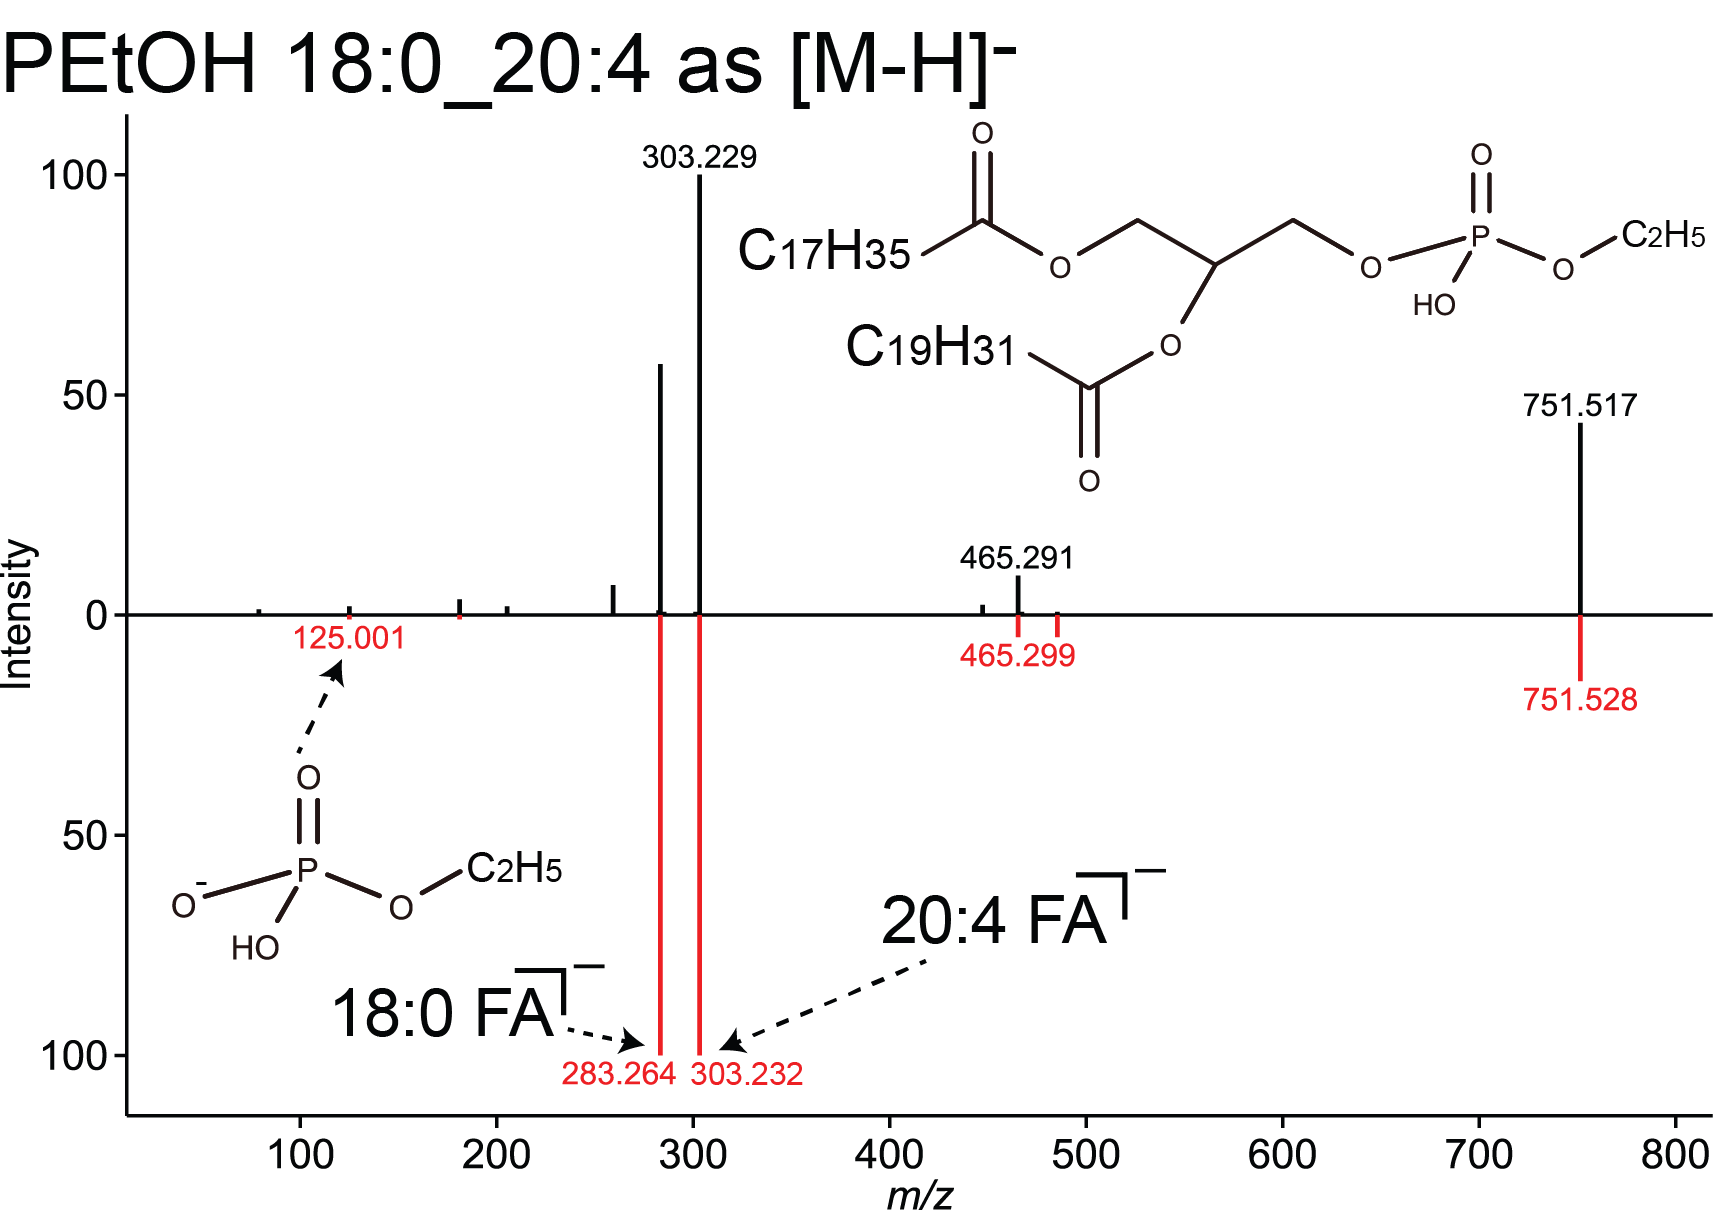 PEtOH 18:0_20:4 as [M-H]⁻
100
303.229
O
O
C17H35
O
O
P
O
C2H5
HO
C19H31
O
O
50
751.517
465.291
Intensity
0
125.001
465.299
751.528
O
50
O⁻
P
O
C2H5
HO
20:4 FA⁻
18:0 FA⁻
100
283.264
303.232
100
200
300
400
500
600
700
800
m/z